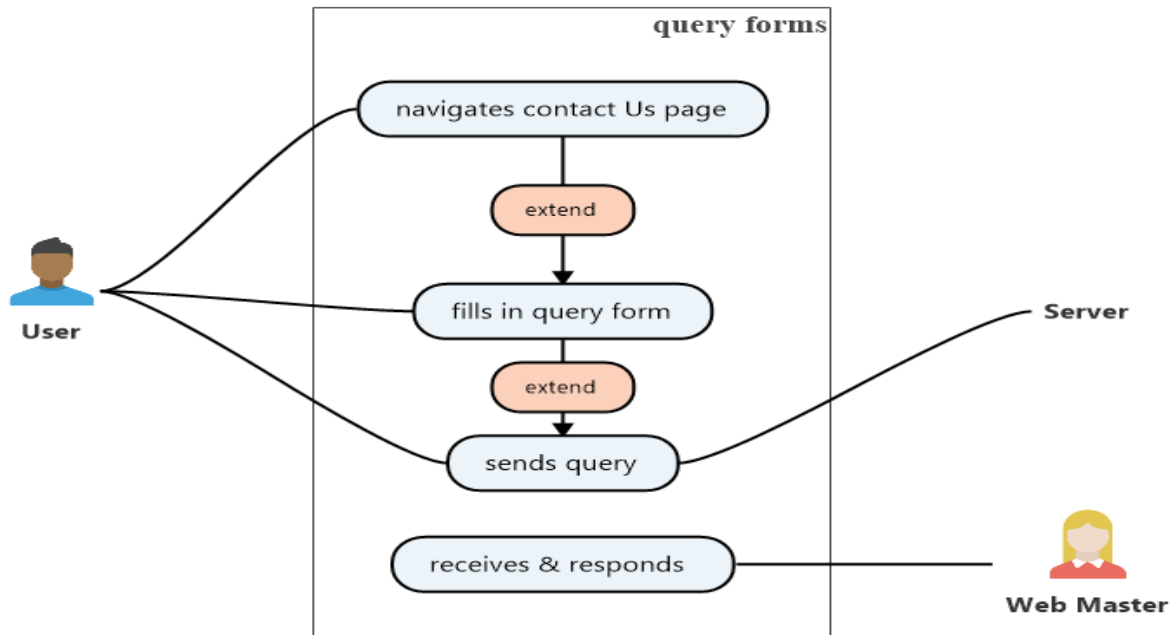 query forms
navigates contact Us page
extend
fills in query form
Server
User
extend
sends query
receives & responds
Web Master